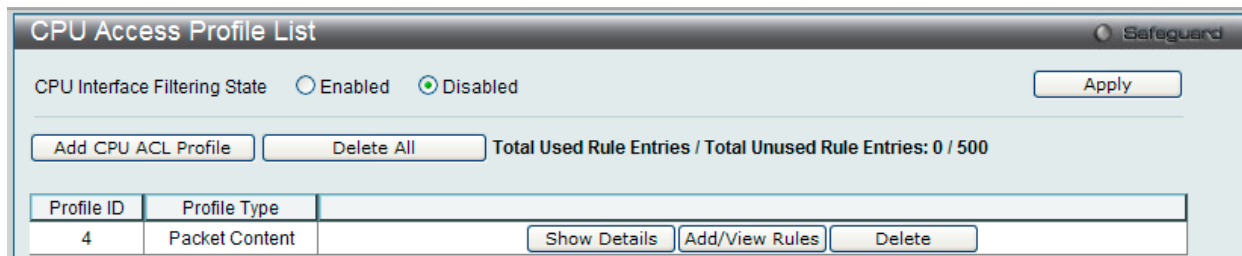 CPU Access Profile List
Safeguard
CPU Interface Filtering State Enabled Disabled Apply
Add CPU ACL Profile Delete All Total Used Rule Entries / Total Unused Rule Entries: 0 / 500
Profile ID Profile Type
4 Packet Content Show Details Add/View Rules Delete